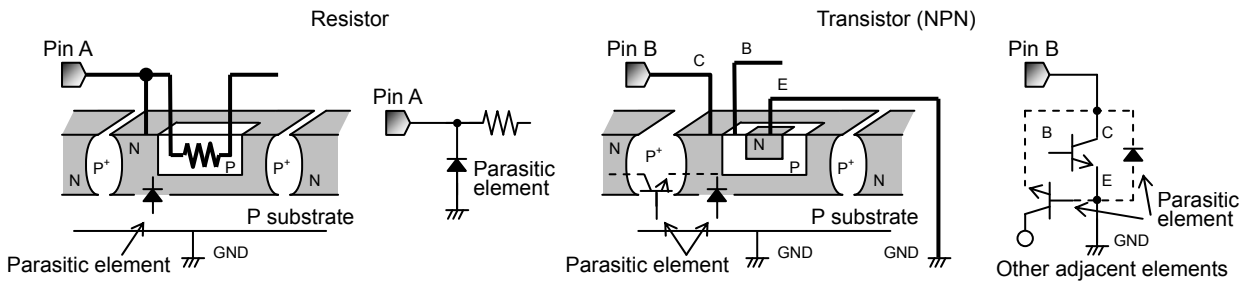 Resistor
Transistor (NPN)
Pin A
Pin A
Parasitic
element
N
P+
N
P
P+
N
P substrate
GND
Parasitic element
Pin B
C
B
E
N
P+
N
P
P+
N
P substrate
GND
GND
Parasitic element
Pin B
B
C
E
Parasitic
element
GND
Other adjacent elements